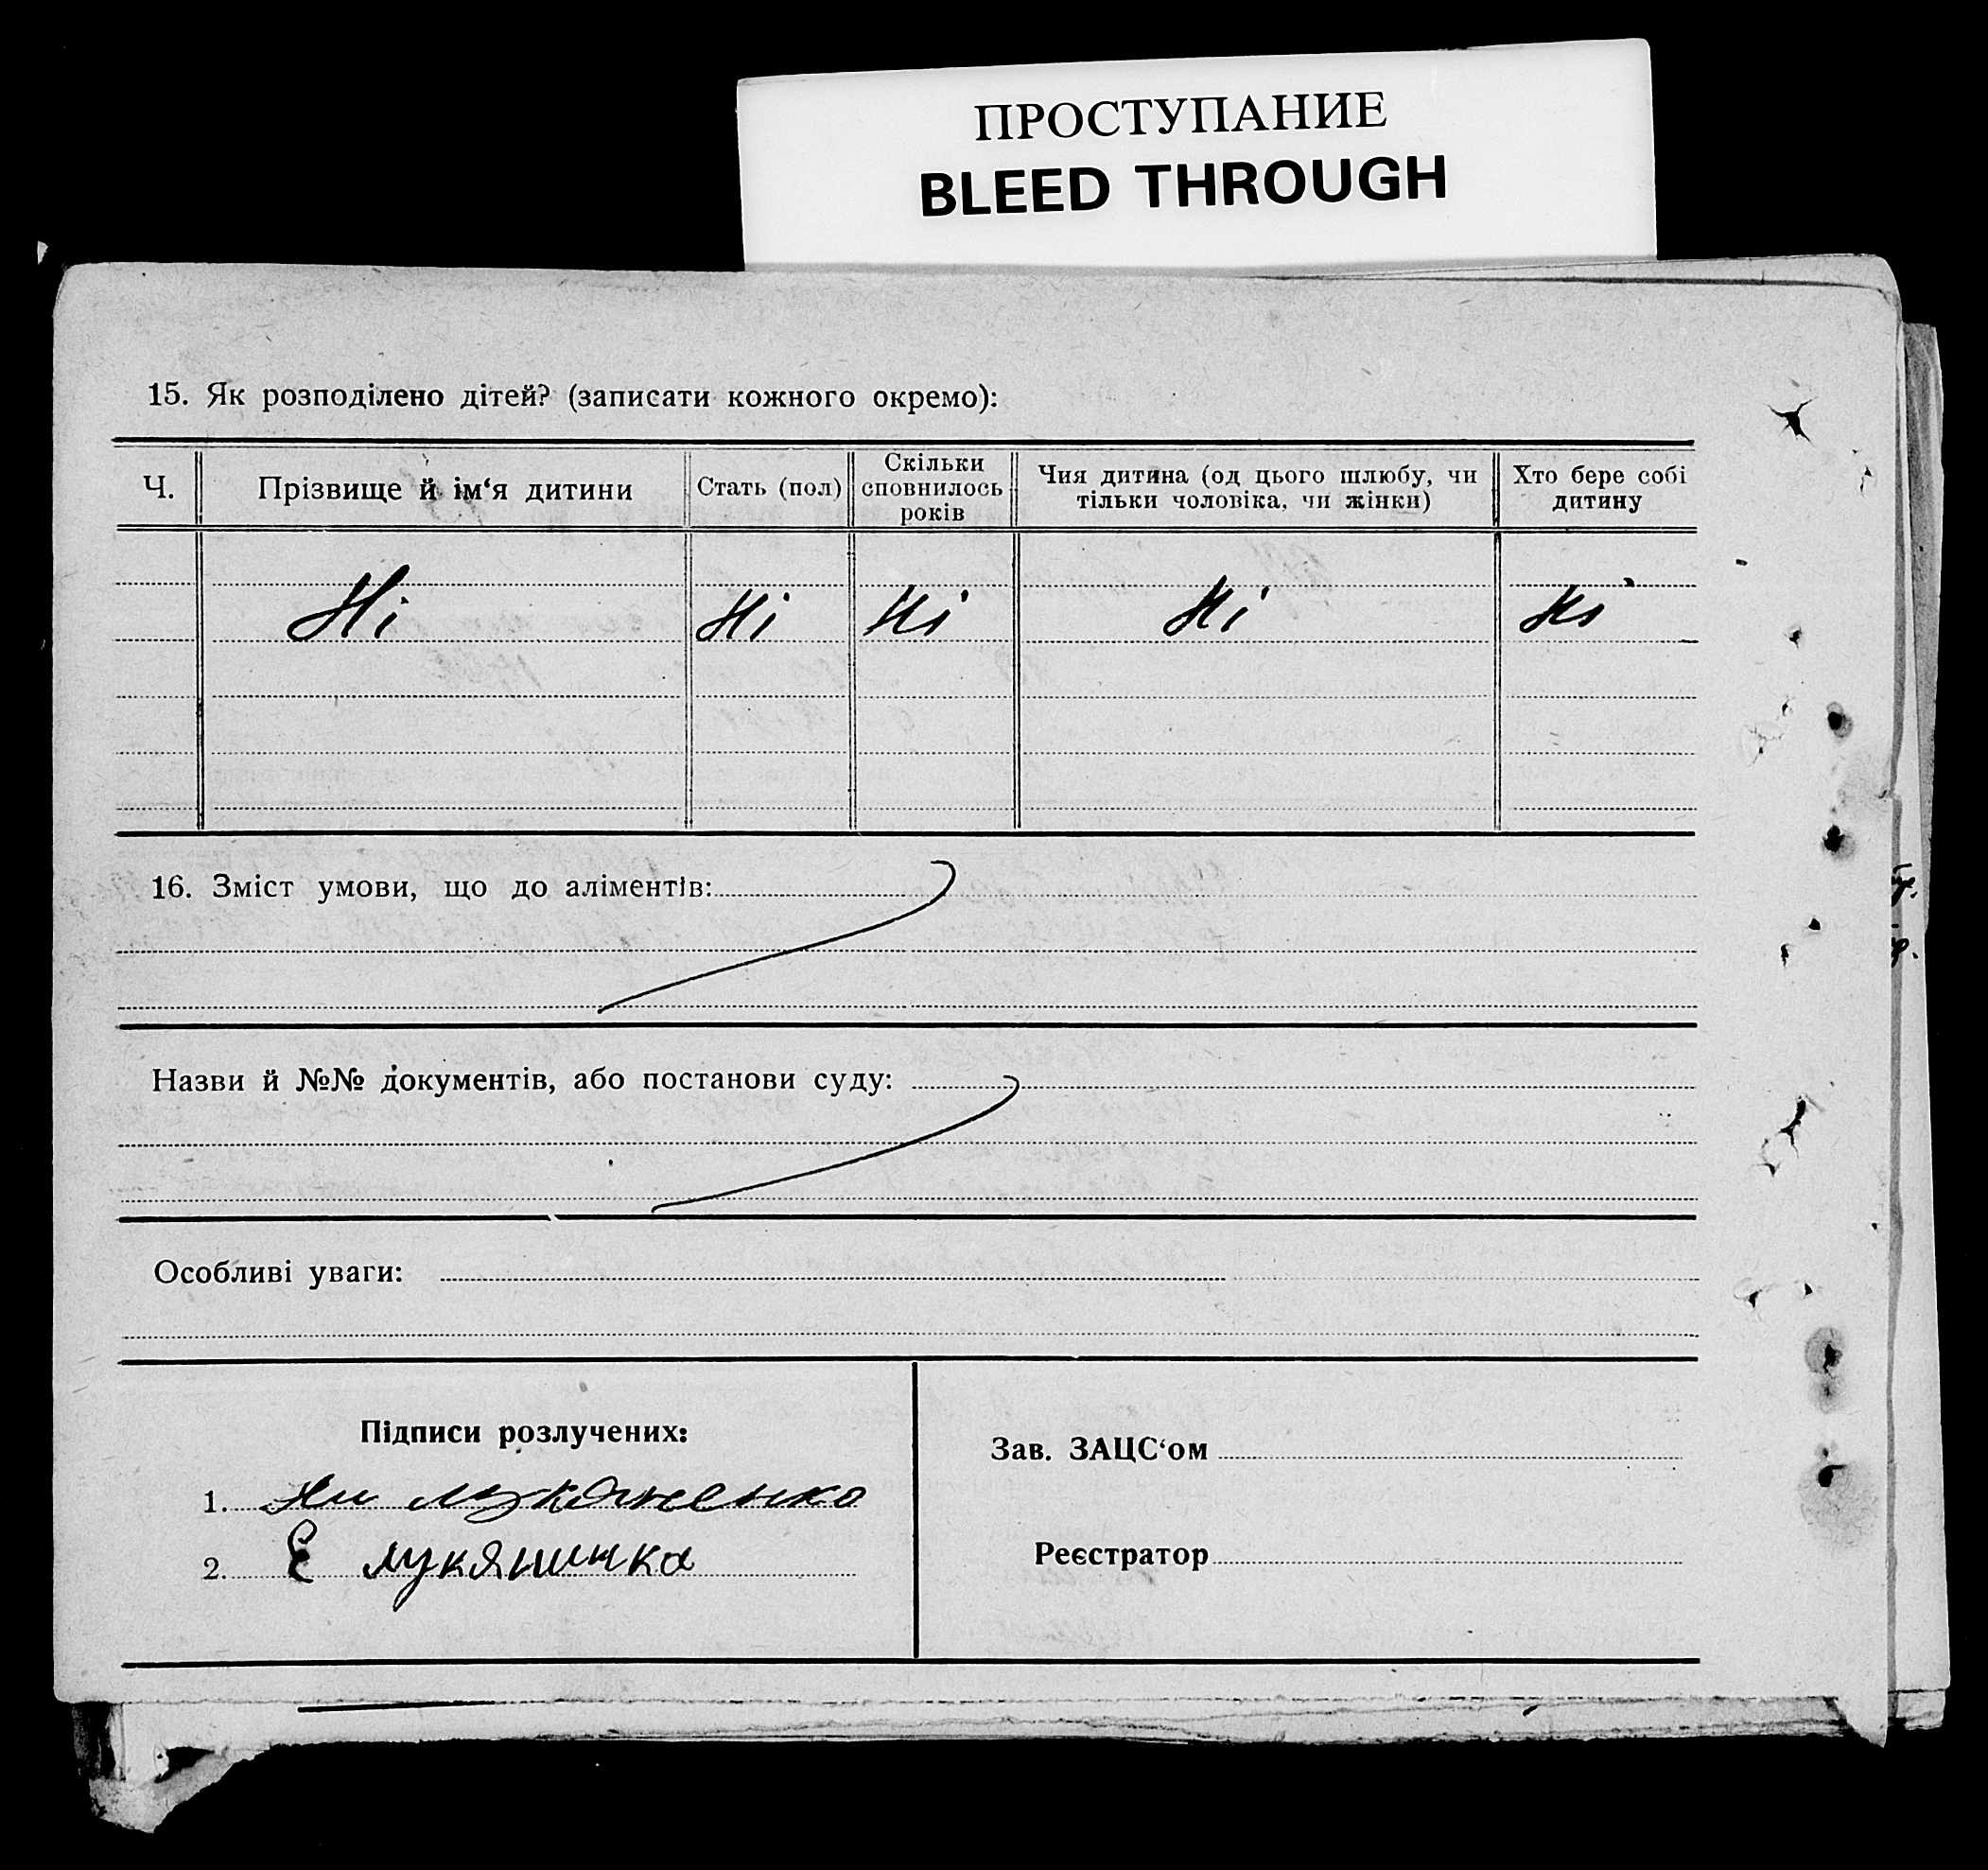 ПРОСТУПАНИЕ
BLEED THROUGH
15. Як розподілено дітей? (записати кожного окремо):
Ч. Прізвище й ім‘я дитини Стать (пол) Скільки сповнилось років Чия дитина (од цього шлюбу, чи тільки чоловіка, чи жінки) Хто бере собі дитину
Ні Ні Ні Ні Ні
16. Зміст умови, що до аліментів:
Назви й №№ документів, або постанови суду:
Особливі уваги:
Підписи розлучених:
1. Лукяненко
2. Є лукяшинка
Зав. ЗАЦС‘ом
Реєстратор